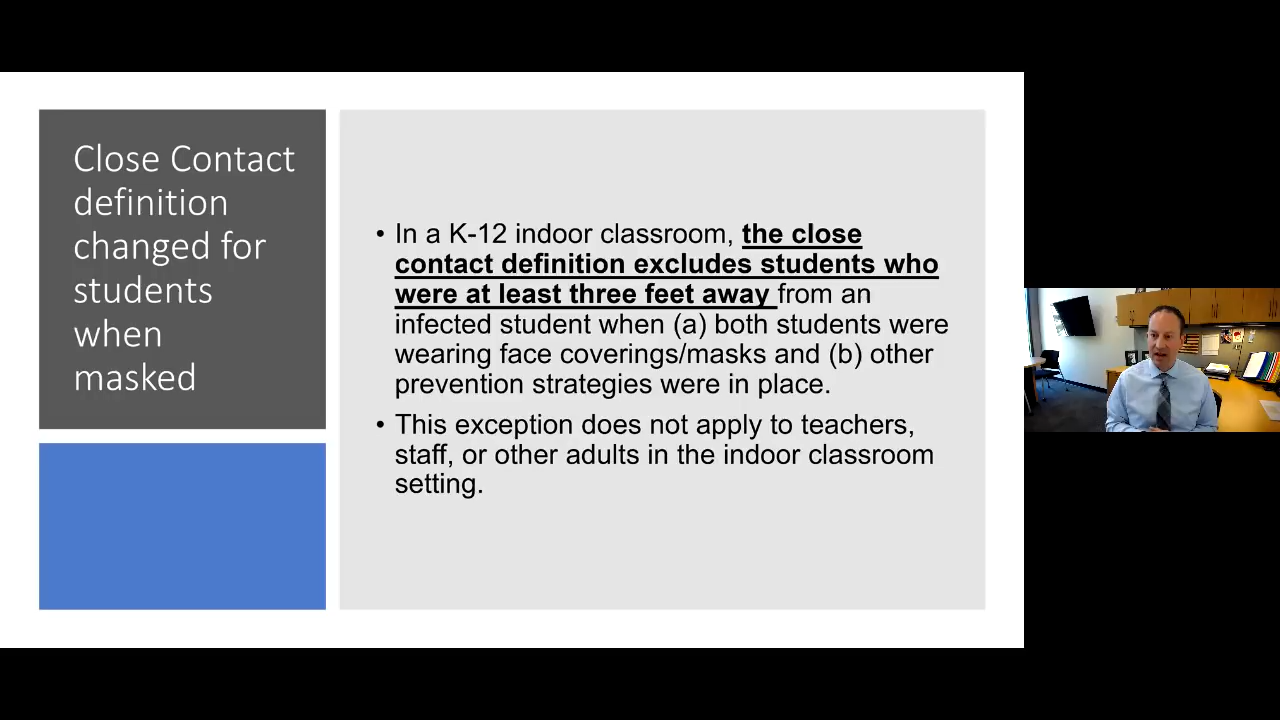 Close Contact
definition
changed for
students
when
masked
• In a K-12 indoor classroom, the close
contact definition excludes students who
were at least three feet away from an
infected student when (a) both students were
wearing face coverings/masks and (b) other
prevention strategies were in place.
• This exception does not apply to teachers,
staff, or other adults in the indoor classroom
setting.